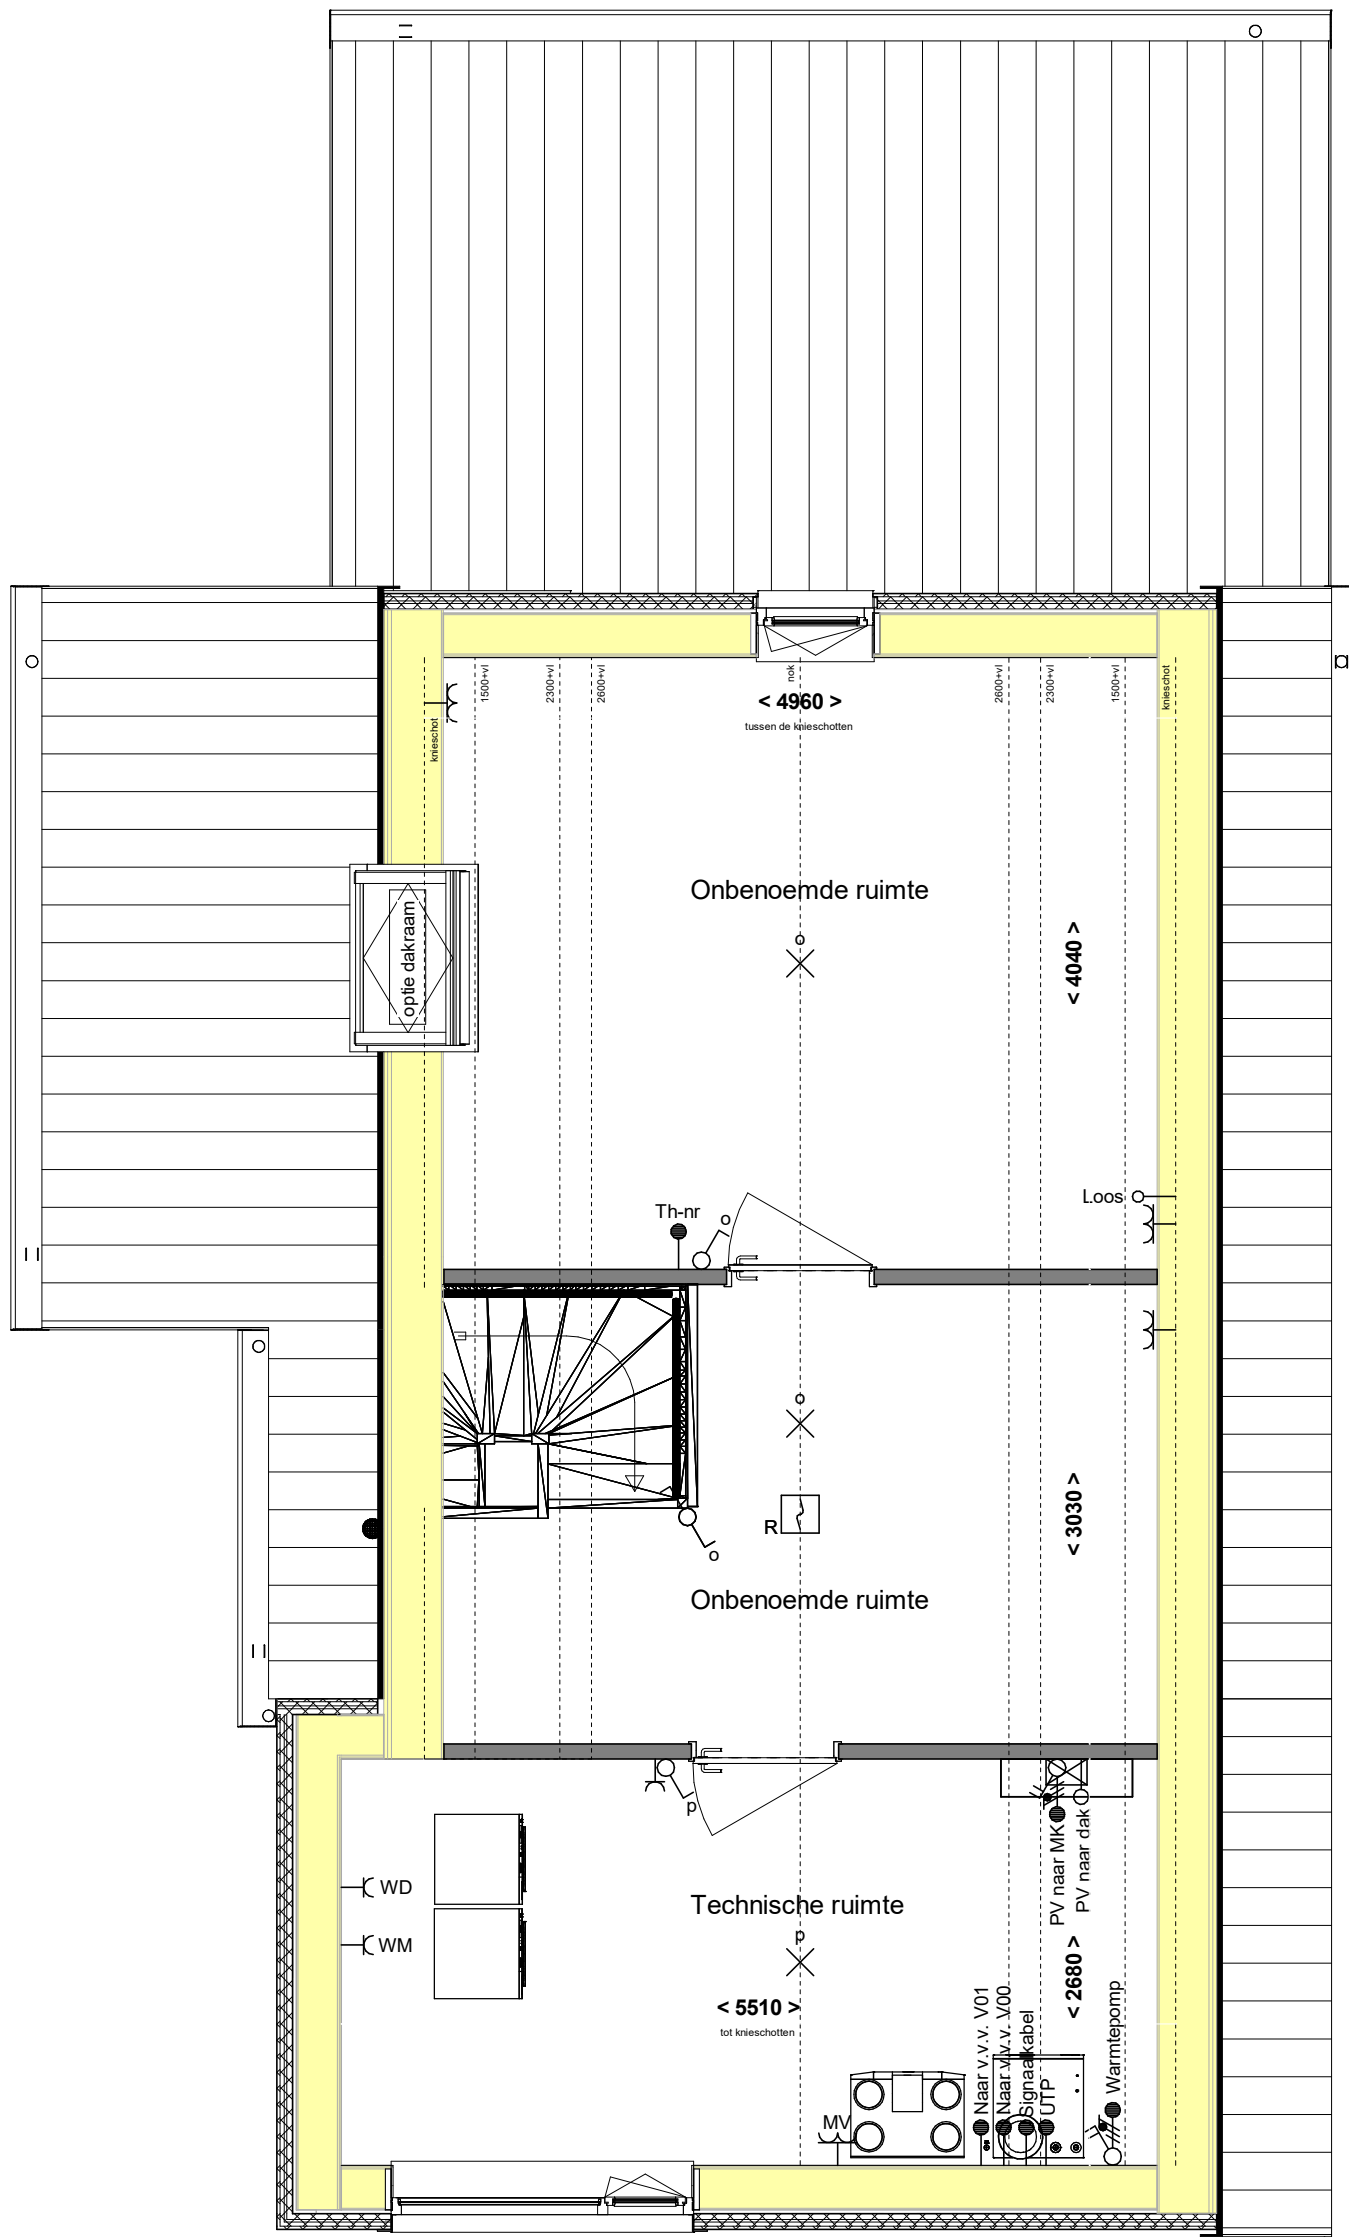 1500+vl
2300+vl
2600+vl
nok
2600+vl
2300+vl
1500+vl
knieschot
knieschot
< 4960 >
tussen de knieschotten
optie dakraam
Onbenoemde ruimte
o
< 4040 >
Loos
Th-nr
o
o
R
o
< 3030 >
Onbenoemde ruimte
p
PV naar MK
PV naar dak
WD
WM
Technische ruimte
p
< 2680 >
< 5510 >
tot knieschotten
MV
Naar v.v.v. V01
Naar v.v.v. V00
Signaalkabel
UTP
Warmtepomp